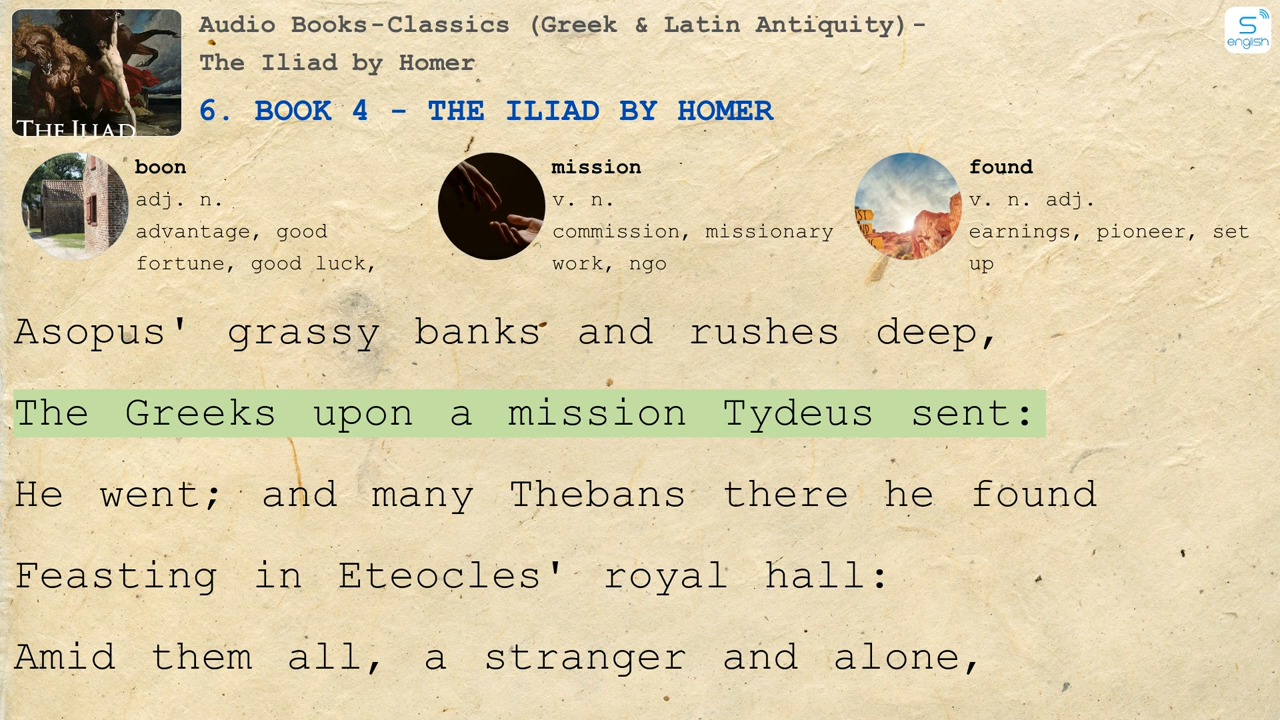 Audio Books-Classics (Greek & Latin Antiquity)-
The Iliad by Homer
6. BOOK 4 - THE ILIAD BY HOMER
THE ILIAD
S
english
boon
adj. n.
advantage, good
fortune, good luck,
mission
v. n.
commission, missionary
work, ngo
found
v. n. adj.
earnings, pioneer, set
up
Asopus' grassy banks and rushes deep,
The Greeks upon a mission Tydeus sent:
He went; and many Thebans there he found
Feasting in Eteocles' royal hall:
Amid them all, a stranger and alone,